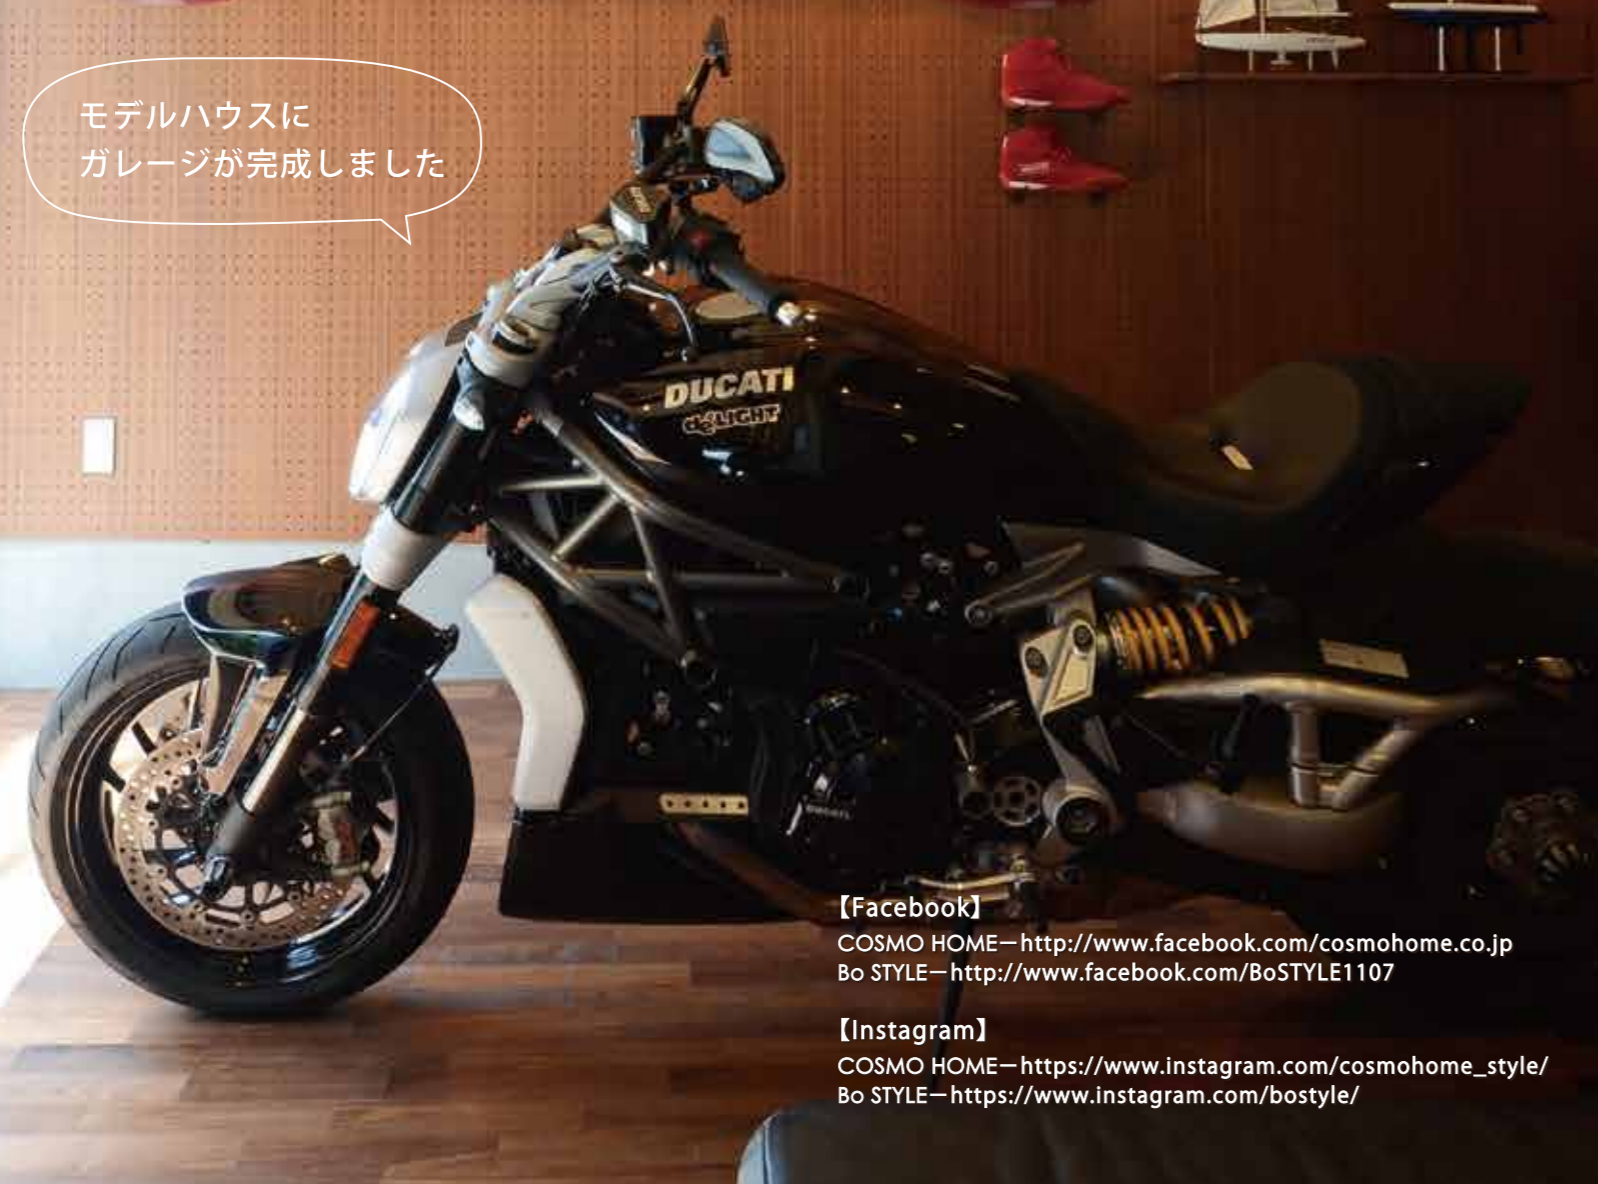 モデルハウスに
ガレージが完成しました
DUCATI
de:LIGHT
【Facebook】
COSMO HOME－http://www.facebook.com/cosmohome.co.jp
Bo STYLE－http://www.facebook.com/BoSTYLE1107
【Instagram】
COSMO HOME－https://www.instagram.com/cosmohome_style/
Bo STYLE－https://www.instagram.com/bostyle/